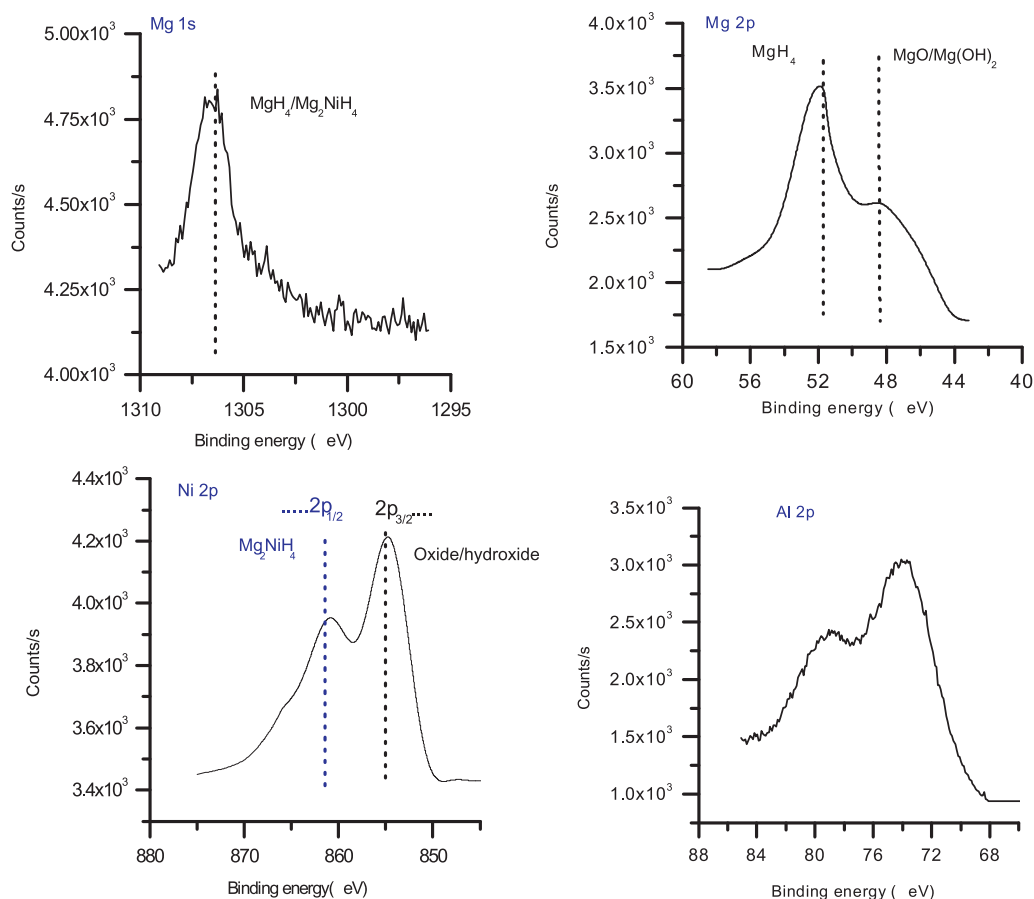 Mg 1s
5.00x10³
4.75x10³
4.50x10³
4.25x10³
4.00x10³
Counts/s
MgH₄/Mg₂NiH₄
1310 1305 1300 1295
Binding energy ( eV)
Mg 2p
4.0x10³
3.5x10³
3.0x10³
2.5x10³
2.0x10³
1.5x10³
Counts/s
MgH₄
MgO/Mg(OH)₂
60 56 52 48 44 40
Binding energy ( eV)
Ni 2p
4.4x10³
4.2x10³
4.0x10³
3.8x10³
3.6x10³
3.4x10³
Counts/s
2p₁/₂
2p₃/₂
Mg₂NiH₄
Oxide/hydroxide
880 870 860 850
Binding energy( eV)
Al 2p
3.5x10³
3.0x10³
2.5x10³
2.0x10³
1.5x10³
1.0x10³
Counts/s
88 84 80 76 72 68
Binding energy ( eV)